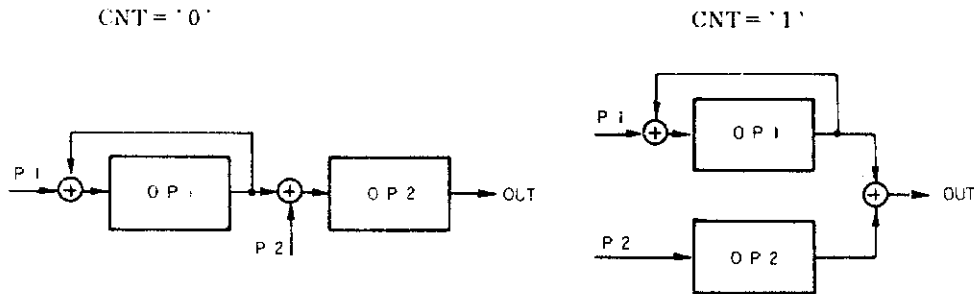 CNT = '0'
CNT = '1'
P 1
O P 1
O P 2
OUT
P 2
P 1
O P 1
OUT
P 2
O P 2